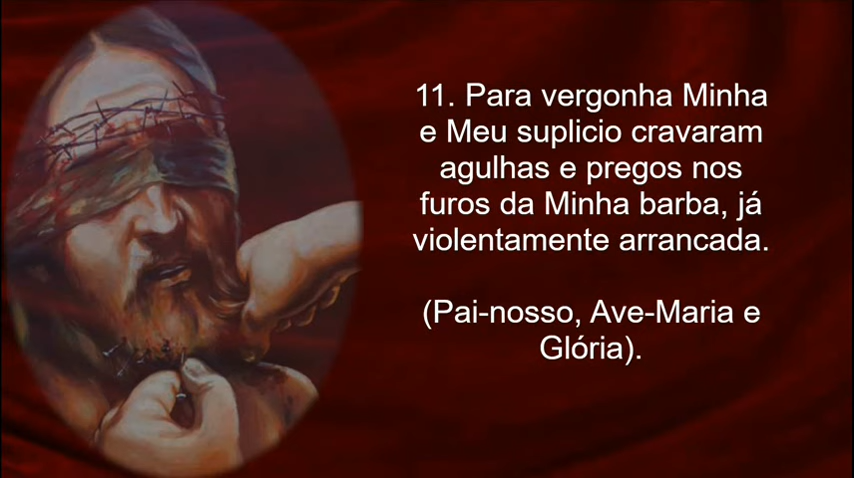 11. Para vergonha Minha
e Meu suplicio cravaram
agulhas e pregos nos
furos da Minha barba, já
violentamente arrancada.
(Pai-nosso, Ave-Maria e
Glória).